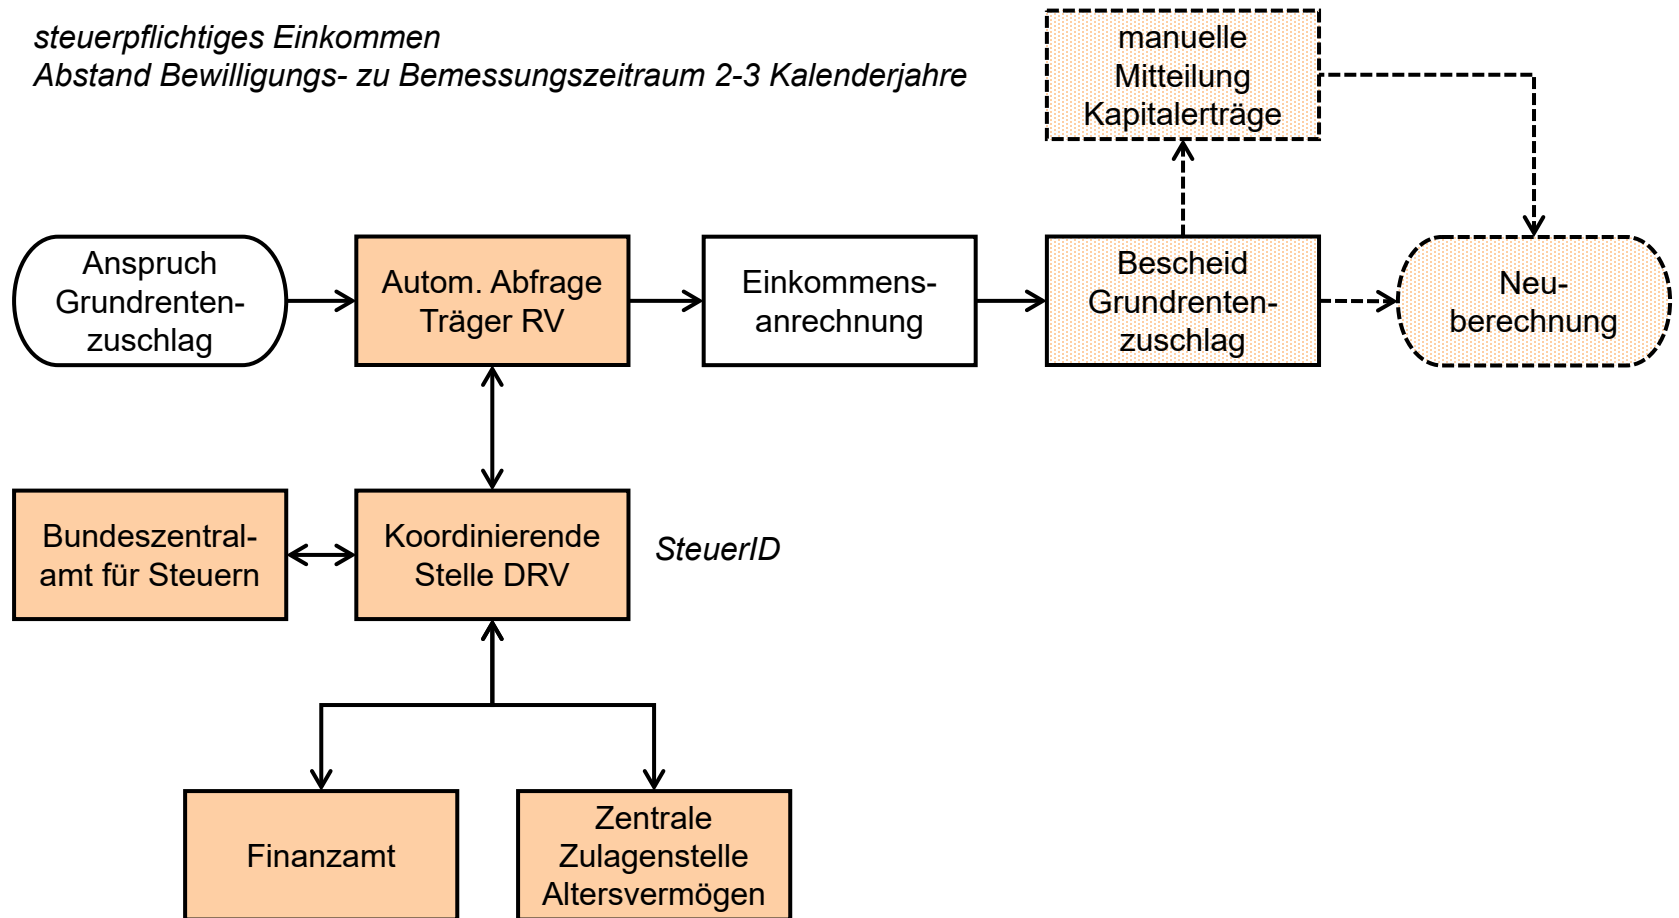 steuerpflichtiges Einkommen
Abstand Bewilligungs- zu Bemessungszeitraum 2-3 Kalenderjahre
manuelle
Mitteilung
Kapitalerträge
Anspruch
Grundrenten-
zuschlag
Autom. Abfrage
Träger RV
Einkommens-
anrechnung
Bescheid
Grundrenten-
zuschlag
Neu-
berechnung
Bundeszentral-
amt für Steuern
Koordinierende
Stelle DRV
SteuerID
Finanzamt
Zentrale
Zulagenstelle
Altersvermögen